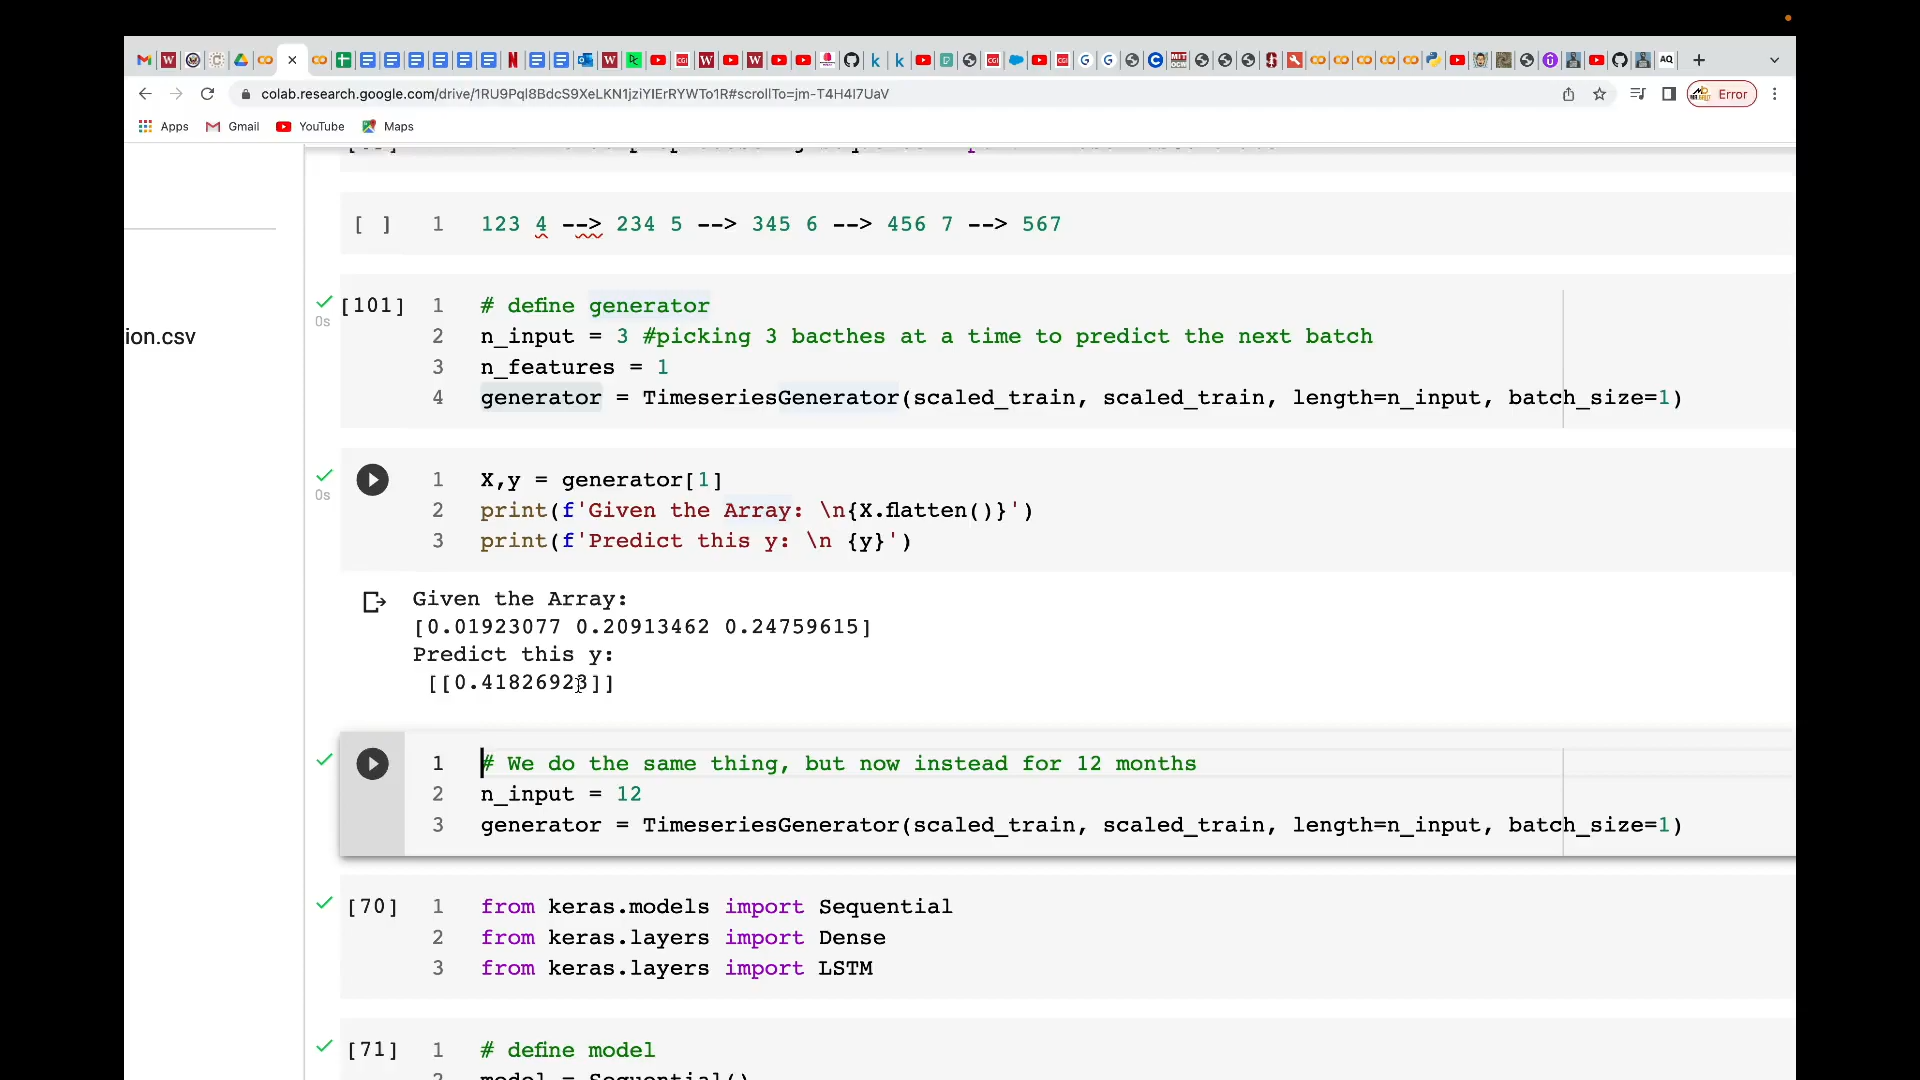 colab.research.google.com/drive/1RU9Pql8BdcS9XeLKN1jziYIErRYWTo1R#scrollTo=jm-T4H4I7UaV
Error
Apps Gmail YouTube Maps
ion.csv
[ ] 1 123 4 --> 234 5 --> 345 6 --> 456 7 --> 567
[101] 1 # define generator
0s
2 n_input = 3 #picking 3 bacthes at a time to predict the next batch
3 n_features = 1
4 generator = TimeseriesGenerator(scaled_train, scaled_train, length=n_input, batch_size=1)
1 X,y = generator[1]
0s
2 print(f'Given the Array: \n{X.flatten()}')
3 print(f'Predict this y: \n {y}')
Given the Array:
[0.01923077 0.20913462 0.24759615]
Predict this y:
[[0.41826923]]
1 # We do the same thing, but now instead for 12 months
2 n_input = 12
3 generator = TimeseriesGenerator(scaled_train, scaled_train, length=n_input, batch_size=1)
[70] 1 from keras.models import Sequential
2 from keras.layers import Dense
3 from keras.layers import LSTM
[71] 1 # define model
2 model = Sequential()